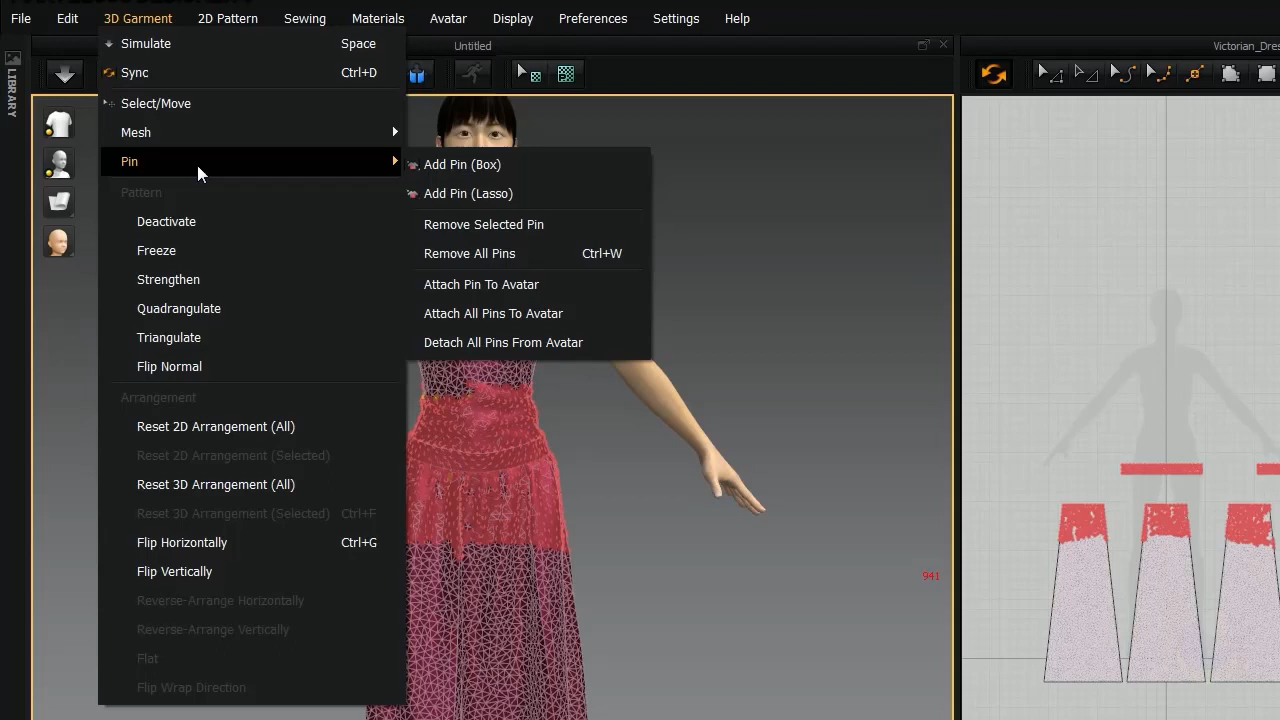 File Edit 3D Garment 2D Pattern Sewing Materials Avatar Display Preferences Settings Help
Untitled
Victorian_Dres
LIBRARY
Simulate Space
Sync Ctrl+D
Select/Move
Mesh
Pin
Add Pin (Box)
Add Pin (Lasso)
Remove Selected Pin
Remove All Pins Ctrl+W
Attach Pin To Avatar
Attach All Pins To Avatar
Detach All Pins From Avatar
Pattern
Deactivate
Freeze
Strengthen
Quadrangulate
Triangulate
Flip Normal
Arrangement
Reset 2D Arrangement (All)
Reset 2D Arrangement (Selected)
Reset 3D Arrangement (All)
Reset 3D Arrangement (Selected) Ctrl+F
Flip Horizontally Ctrl+G
Flip Vertically
Reverse-Arrange Horizontally
Reverse-Arrange Vertically
Flat
Flip Wrap Direction
941